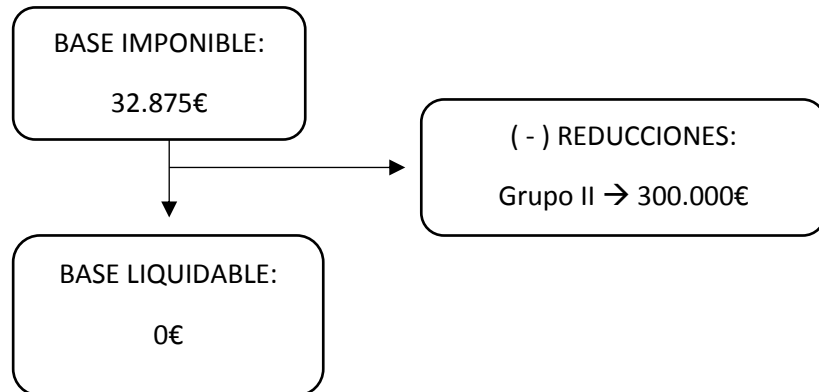 BASE IMPONIBLE:
32.875€
( - ) REDUCCIONES:
Grupo II → 300.000€
BASE LIQUIDABLE:
0€